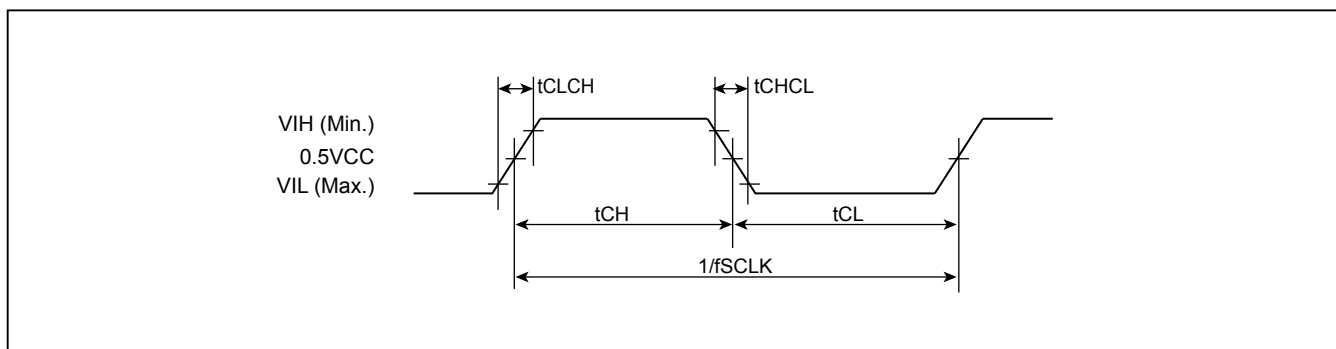 tCLCH
tCHCL
VIH (Min.)
0.5VCC
VIL (Max.)
tCH
tCL
1/fSCLK